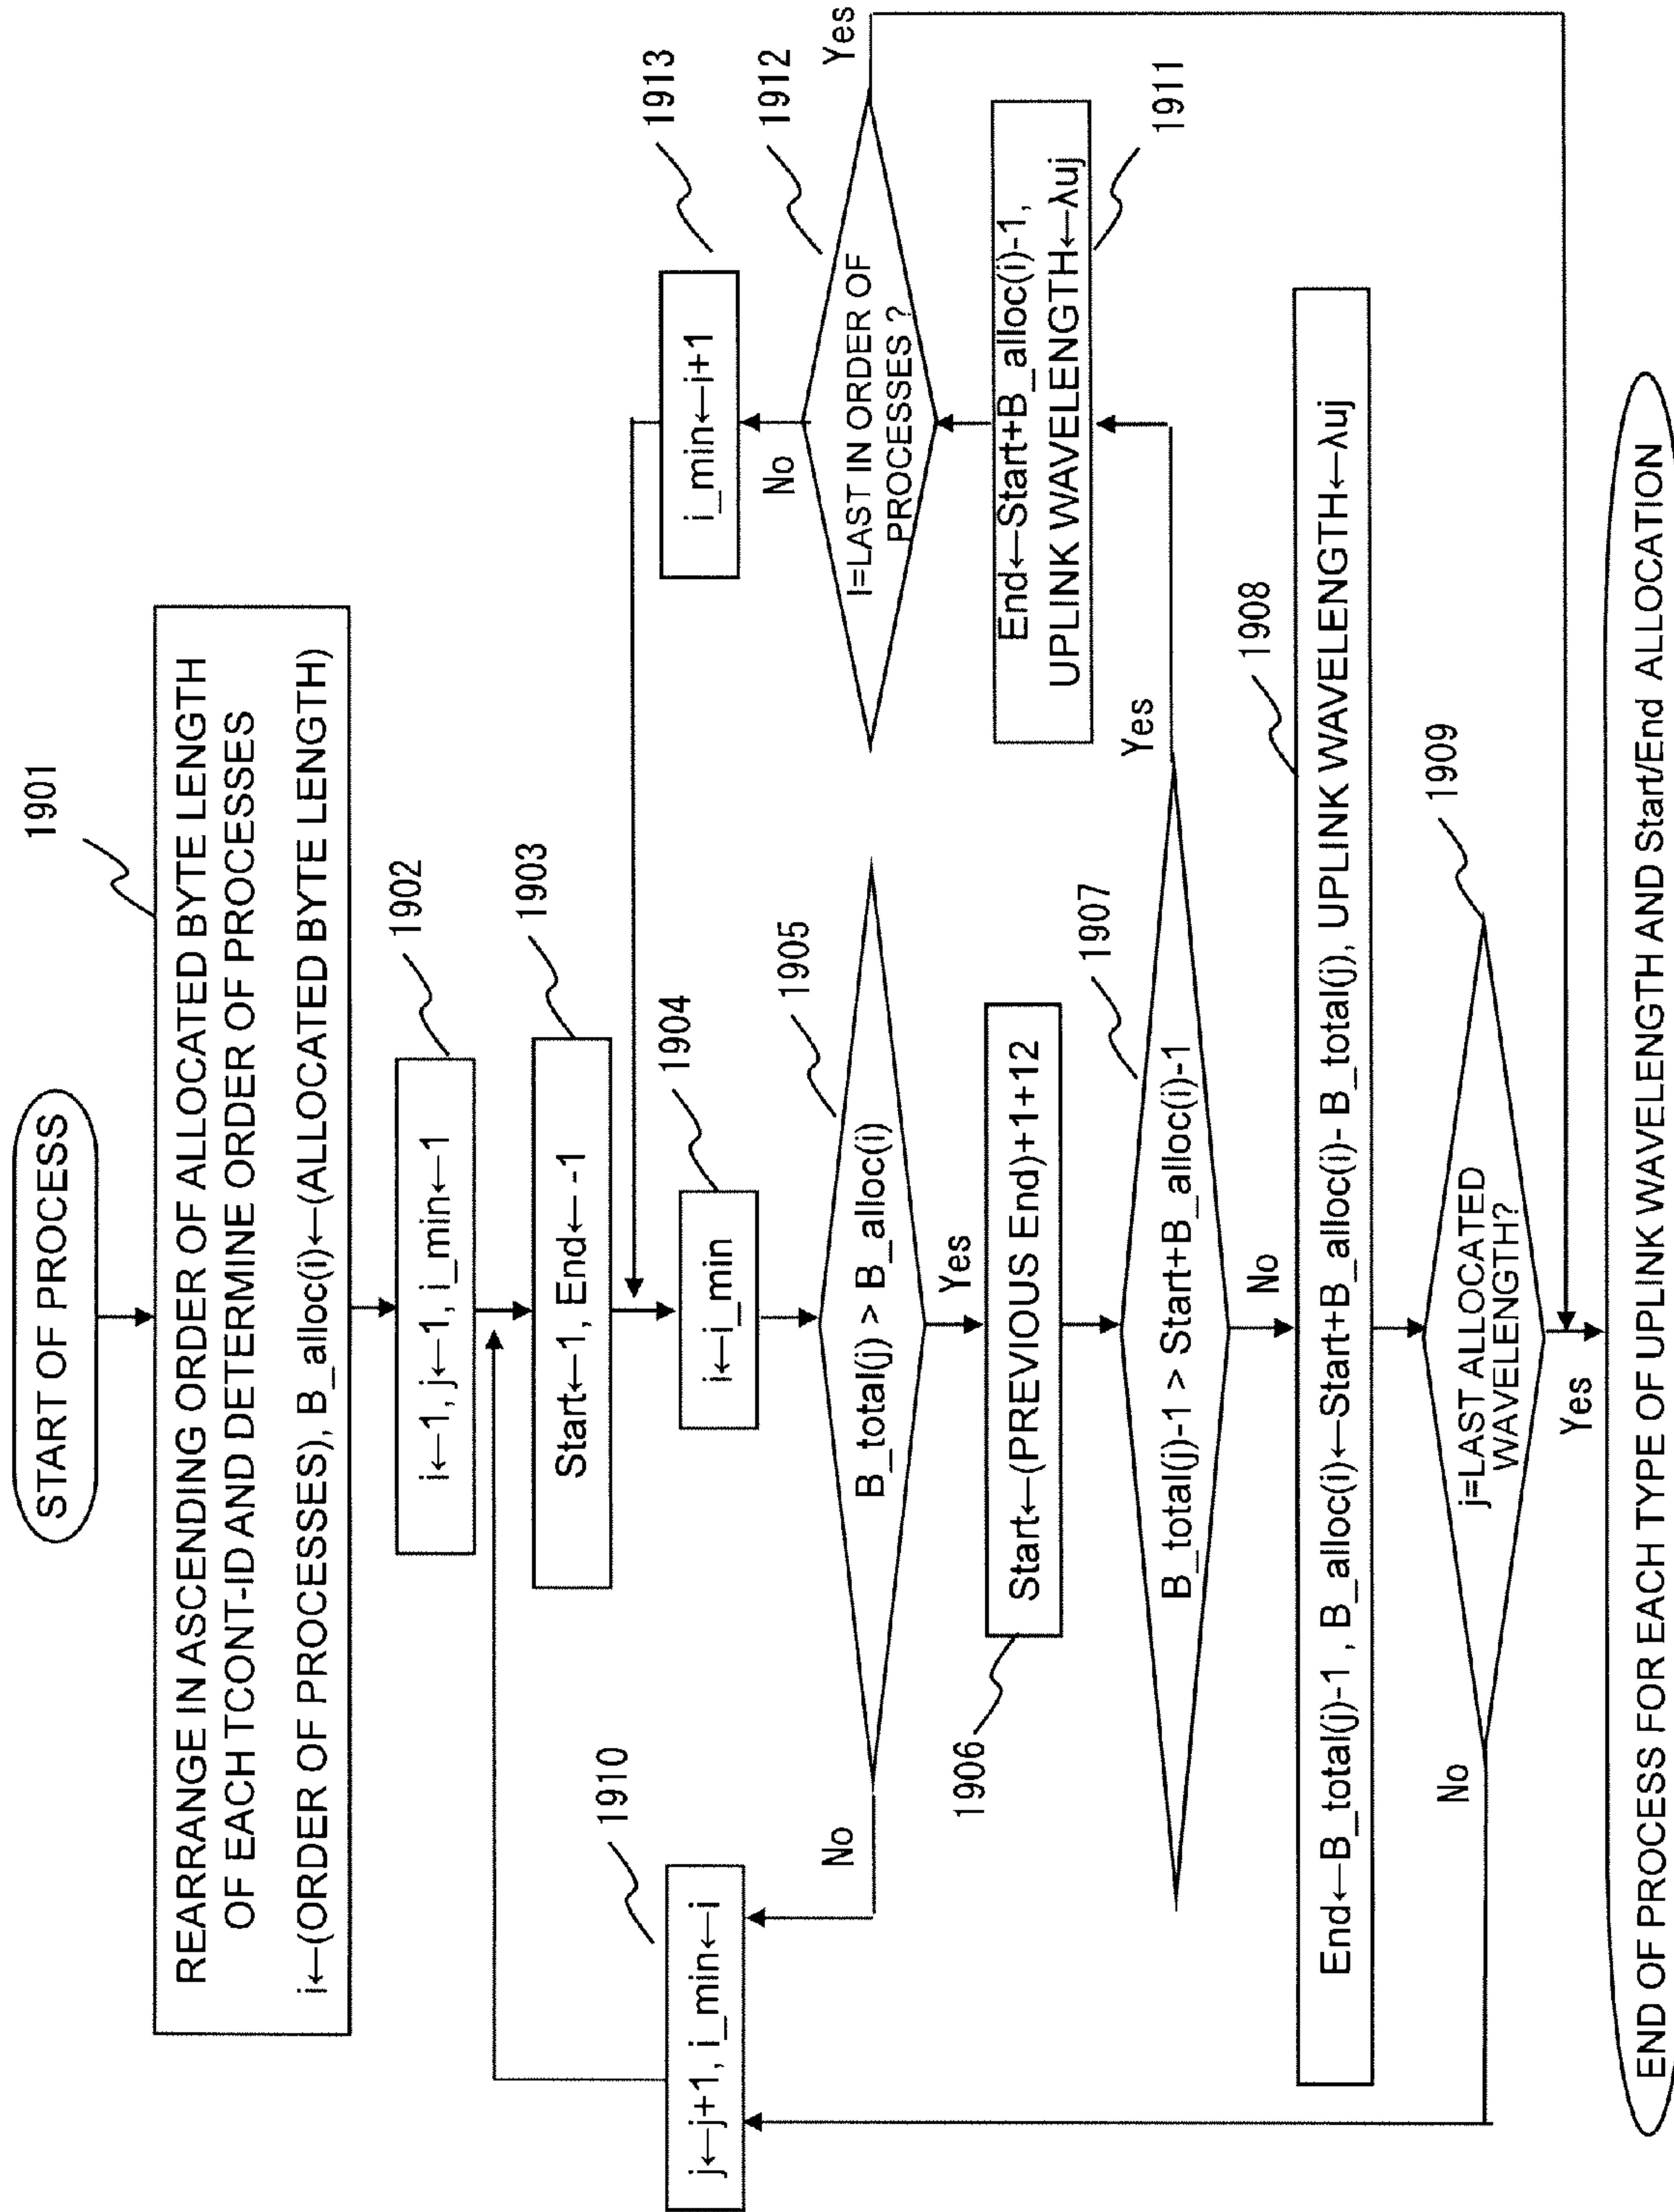 START OF PROCESS
1901
REARRANGE IN ASCENDING ORDER OF ALLOCATED BYTE LENGTH
OF EACH TCONT-ID AND DETERMINE ORDER OF PROCESSES
i←(ORDER OF PROCESSES), B_alloc(i)←(ALLOCATED BYTE LENGTH)
1902
i←1, j←1, i_min←1
1903
Start←1, End← -1
1904
i←i_min
1905
B_total(j) > B_alloc(i)
No
Yes
1906
Start←(PREVIOUS End)+1+12
1907
B_total(j)-1 > Start+B_alloc(i)-1
Yes
No
1908
End←B_total(j)-1 , B_alloc(i)←Start+B_alloc(i)- B_total(j), UPLINK WAVELENGTH←λuj
1909
j=LAST ALLOCATED
WAVELENGTH?
No
Yes
1910
j←j+1, i_min←i
1911
End←Start+B_alloc(i)-1,
UPLINK WAVELENGTH←λuj
1912
I=LAST IN ORDER OF
PROCESSES ?
Yes
No
1913
i_min←i+1
END OF PROCESS FOR EACH TYPE OF UPLINK WAVELENGTH AND Start/End ALLOCATION